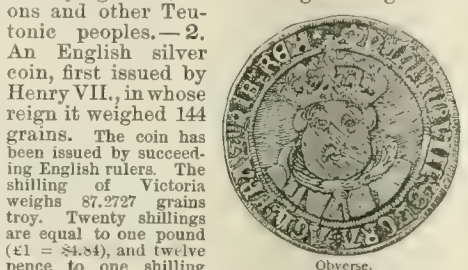 ons and other Teu-
tonic peoples.—2.
An English silver
coin, first issued by
Henry VII., in whose
reign it weighed 144
grains. The coin has
been issued by succeed-
ing English rulers. The
shilling of Victoria
weighs 87.2727 grains
troy. Twenty shillings
are equal to one pound
(£1 = $4.84), and twelve
pence to one shilling
Obverse.